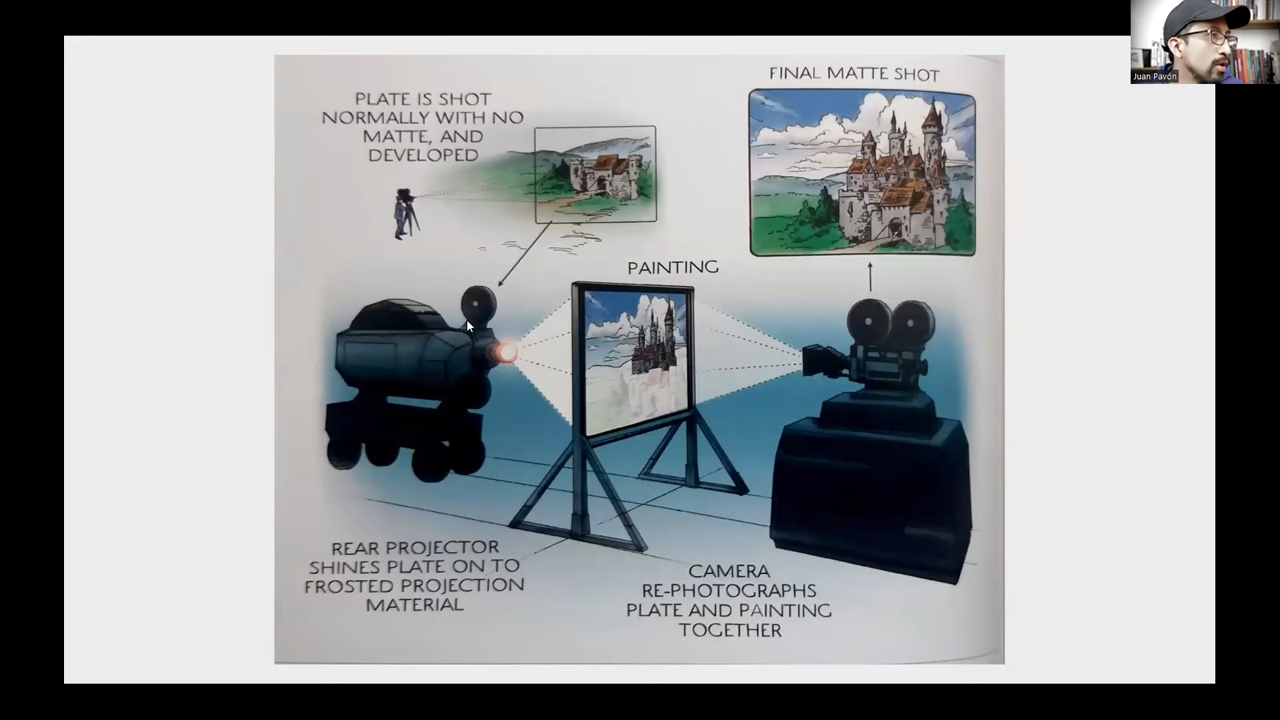 PLATE IS SHOT
NORMALLY WITH NO
MATTE, AND
DEVELOPED
FINAL MATTE SHOT
Juan Pavón
PAINTING
REAR PROJECTOR
SHINES PLATE ON TO
FROSTED PROJECTION
MATERIAL
CAMERA
RE-PHOTOGRAPHS
PLATE AND PAINTING
TOGETHER